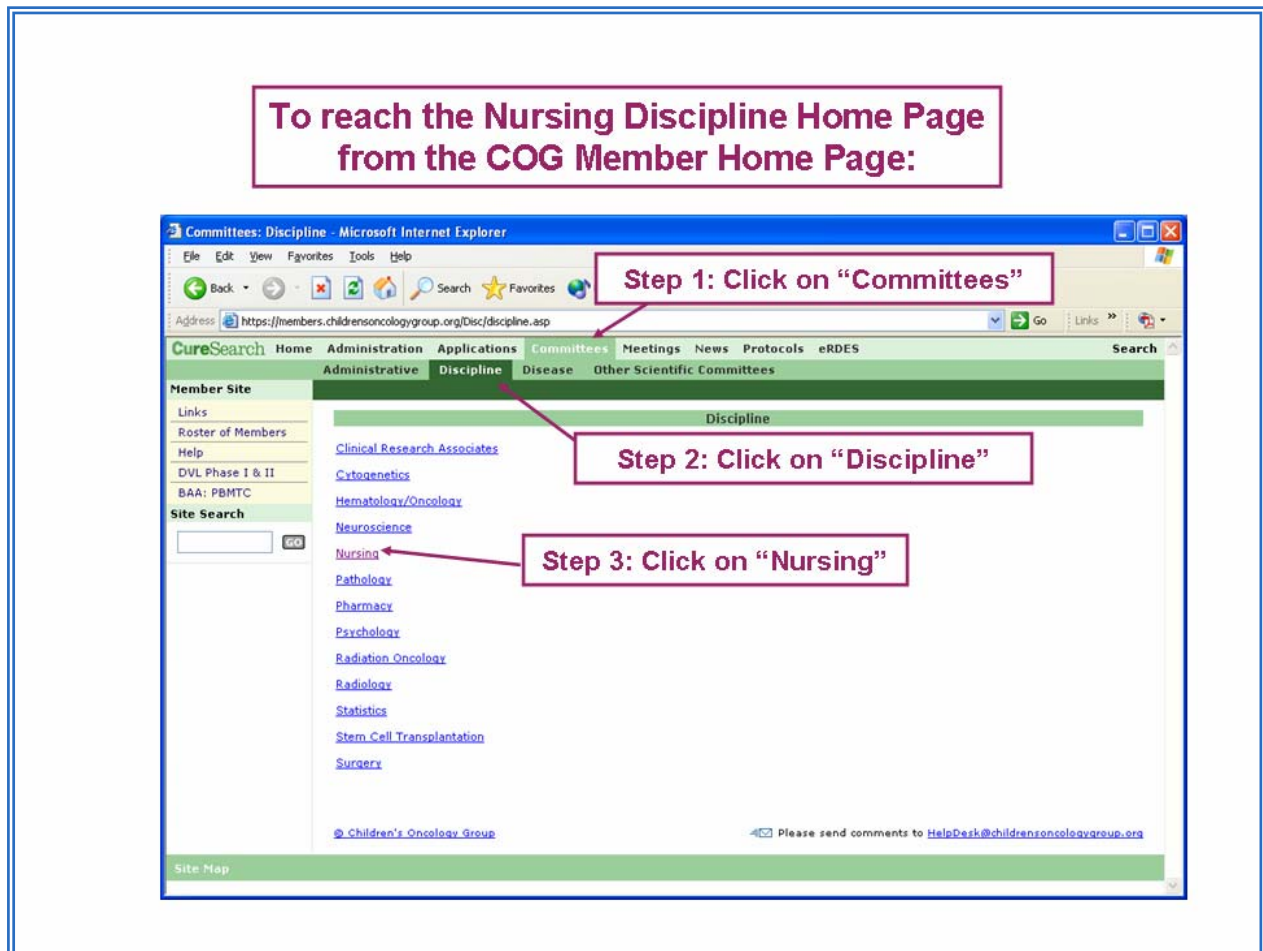 To reach the Nursing Discipline Home Page
from the COG Member Home Page:
Committees: Discipline - Microsoft Internet Explorer
File Edit View Favorites Tools Help
Step 1: Click on “Committees”
Back Search Favorites
Address https://members.childrensoncologygroup.org/Disc/discipline.asp Go Links »
CureSearch Home Administration Applications Committees Meetings News Protocols eRDES Search
Administrative Discipline Disease Other Scientific Committees
Member Site
Links
Roster of Members
Help
DVL Phase I & II
BAA: PBMTC
Site Search
GO
Discipline
Step 2: Click on “Discipline”
Clinical Research Associates
Cytogenetics
Hematology/Oncology
Neuroscience
Nursing
Step 3: Click on “Nursing”
Pathology
Pharmacy
Psychology
Radiation Oncology
Radiology
Statistics
Stem Cell Transplantation
Surgery
© Children's Oncology Group
Please send comments to HelpDesk@childrensoncologygroup.org
Site Map